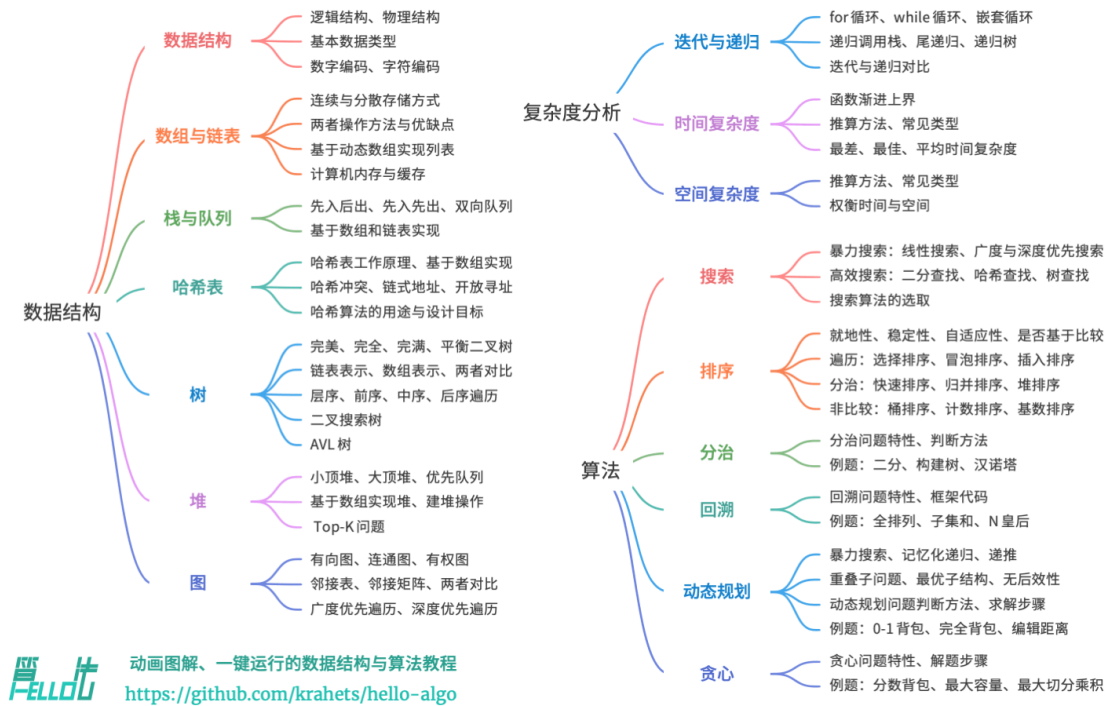 数据结构
数据结构
逻辑结构、物理结构
基本数据类型
数字编码、字符编码
数组与链表
连续与分散存储方式
两者操作方法与优缺点
基于动态数组实现列表
计算机内存与缓存
栈与队列
先入后出、先入先出、双向队列
基于数组和链表实现
哈希表
哈希表工作原理、基于数组实现
哈希冲突、链式地址、开放寻址
哈希算法的用途与设计目标
树
完美、完全、完满、平衡二叉树
链表表示、数组表示、两者对比
层序、前序、中序、后序遍历
二叉搜索树
AVL 树
堆
小顶堆、大顶堆、优先队列
基于数组实现堆、建堆操作
Top-K 问题
图
有向图、连通图、有权图
邻接表、邻接矩阵、两者对比
广度优先遍历、深度优先遍历
复杂度分析
迭代与递归
for 循环、while 循环、嵌套循环
递归调用栈、尾递归、递归树
迭代与递归对比
时间复杂度
函数渐进上界
推算方法、常见类型
最差、最佳、平均时间复杂度
空间复杂度
推算方法、常见类型
权衡时间与空间
算法
搜索
暴力搜索：线性搜索、广度与深度优先搜索
高效搜索：二分查找、哈希查找、树查找
搜索算法的选取
排序
就地性、稳定性、自适应性、是否基于比较
遍历：选择排序、冒泡排序、插入排序
分治：快速排序、归并排序、堆排序
非比较：桶排序、计数排序、基数排序
分治
分治问题特性、判断方法
例题：二分、构建树、汉诺塔
回溯
回溯问题特性、框架代码
例题：全排列、子集和、N 皇后
动态规划
暴力搜索、记忆化递归、递推
重叠子问题、最优子结构、无后效性
动态规划问题判断方法、求解步骤
例题：0-1 背包、完全背包、编辑距离
贪心
贪心问题特性、解题步骤
例题：分数背包、最大容量、最大切分乘积
HELLO算法
动画图解、一键运行的数据结构与算法教程
https://github.com/krahets/hello-algo